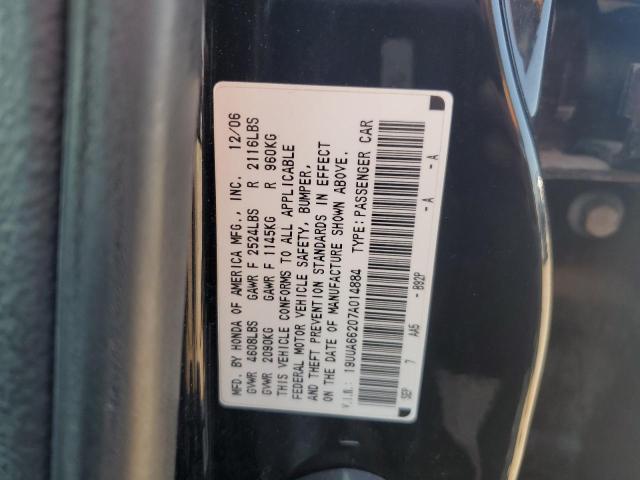 MFD. BY HONDA OF AMERICA MFG., INC. 12/06
GVWR 4608LBS GAWR F 2524LBS R 2116LBS
GVWR 2090KG GAWR F 1145KG R 960KG
THIS VEHICLE CONFORMS TO ALL APPLICABLE
FEDERAL MOTOR VEHICLE SAFETY, BUMPER,
AND THEFT PREVENTION STANDARDS IN EFFECT
ON THE DATE OF MANUFACTURE SHOWN ABOVE.
V.I.N.: 19UUA66207A014884 TYPE:PASSENGER CAR
SEP 7 AA5 - B92P -A -A